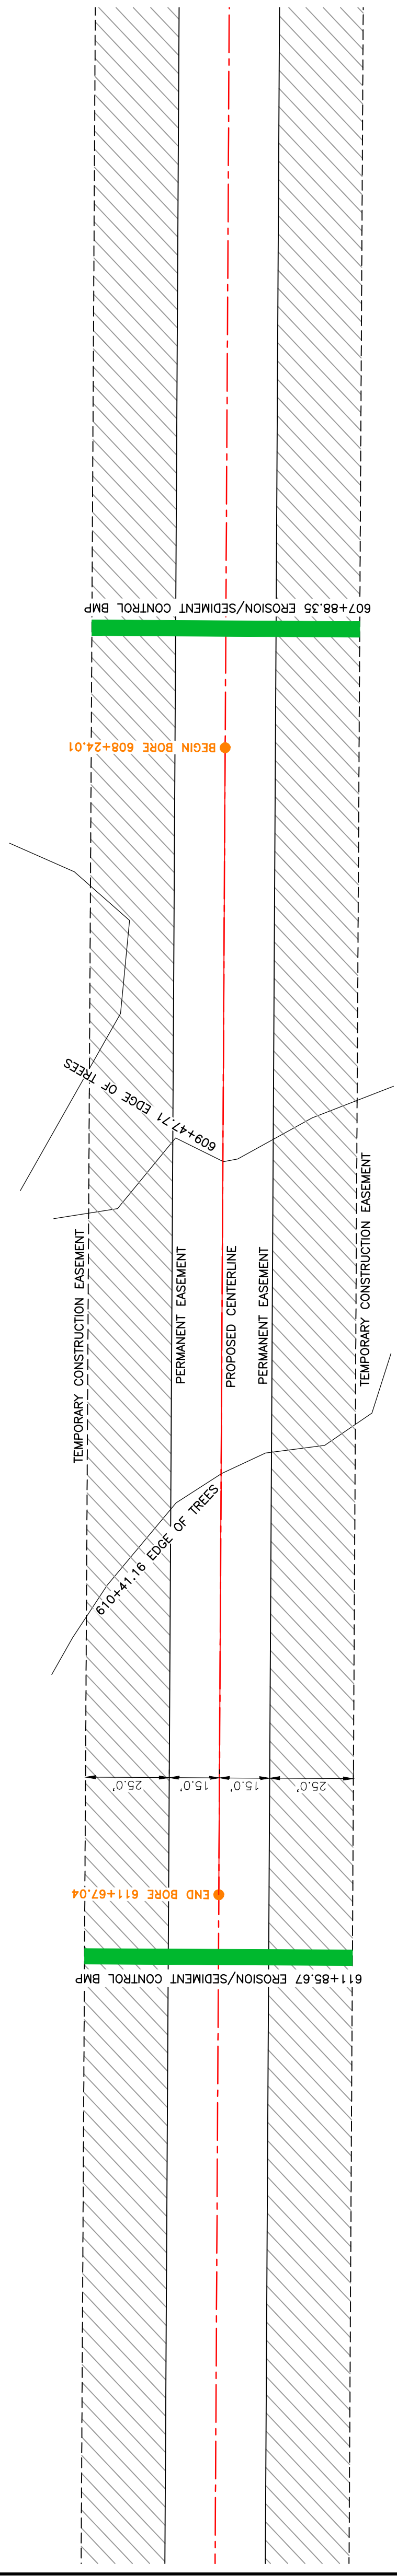 607+88.35 EROSION/SEDIMENT CONTROL BMP
BEGIN BORE 608+24.01
609+47.71 EDGE OF TREES
TEMPORARY CONSTRUCTION EASEMENT
PERMANENT EASEMENT
PROPOSED CENTERLINE
PERMANENT EASEMENT
TEMPORARY CONSTRUCTION EASEMENT
610+41.16 EDGE OF TREES
25.0'
15.0'
15.0'
25.0'
END BORE 611+67.04
611+85.67 EROSION/SEDIMENT CONTROL BMP